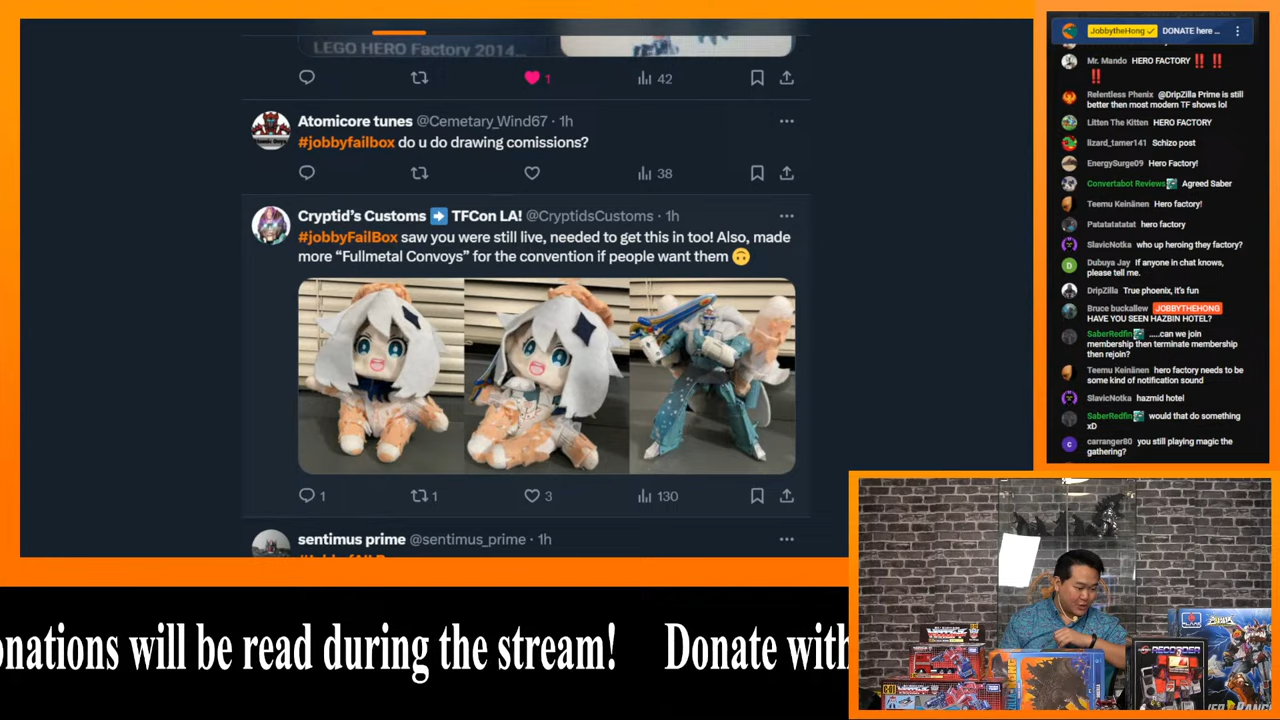 LEGO HERO Factory 2014...
1
42
Atomicore tunes @Cemetary_Wind67 · 1h
#jobbyfailbox do u do drawing comissions?
38
Cryptid's Customs ➡️ TFCon LA! @CryptidsCustoms · 1h
#jobbyFailBox saw you were still live, needed to get this in too! Also, made
more “Fullmetal Convoys” for the convention if people want them 🙃
1
1
3
130
sentimus prime @sentimus_prime · 1h
onations will be read during the stream! Donate with
JobbytheHong DONATE here ...
Mr. Mando HERO FACTORY ‼️ ‼️
‼️
Relentless Phenix @DripZilla Prime is still
better then most modern TF shows lol
Litten The Kitten HERO FACTORY
lizard_tamer141 Schizo post
EnergySurge09 Hero Factory!
Convertabot Reviews Agreed Saber
Teemu Keinänen Hero factory!
Patatatatatat hero factory
SlavicNotka who up heroing they factory?
Dubuya Jay If anyone in chat knows,
please tell me.
DripZilla True phoenix, it's fun
Bruce buckallew JOBBYTHEHONG
HAVE YOU SEEN HAZBIN HOTEL?
SaberRedfin .....can we join
membership then terminate membership
then rejoin?
Teemu Keinänen hero factory needs to
be some kind of notification sound
SlavicNotka hazmid hotel
SaberRedfin would that do something
xD
carranger80 you still playing magic the
gathering?
RECORDER